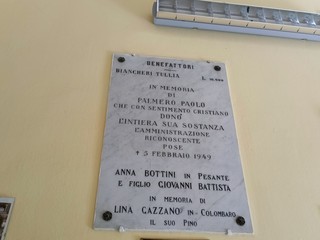 BENEFATTORI
BIANCHERI TULLIA L.
IN MEMORIA
DI
PALMERO PAOLO
CHE CON SENTIMENTO CRISTIANO
DONÒ
L'INTIERA SUA SOSTANZA
L'AMMINISTRAZIONE
RICONOSCENTE
POSE
5 FEBBRAIO 1949
ANNA BOTTINI IN PESANTE
E FIGLIO GIOVANNI BATTISTA
IN MEMORIA DI
LINA GAZZANO IN COLOMBARO
IL SUO PINO